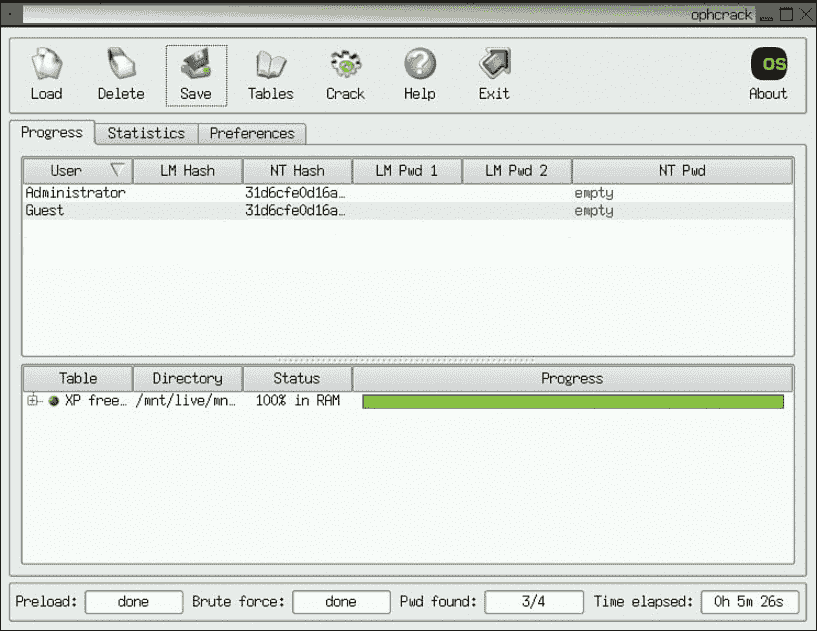 ophcrack
OS
Load Delete Save Tables Crack Help Exit About
Progress Statistics Preferences
User LM Hash NT Hash LM Pwd 1 LM Pwd 2 NT Pwd
Administrator 31d6cfe0d16a… empty
Guest 31d6cfe0d16a… empty
Table Directory Status Progress
XP free… /mnt/live/mn… 100% in RAM
Preload: done Brute force: done Pwd found: 3/4 Time elapsed: 0h 5m 26s